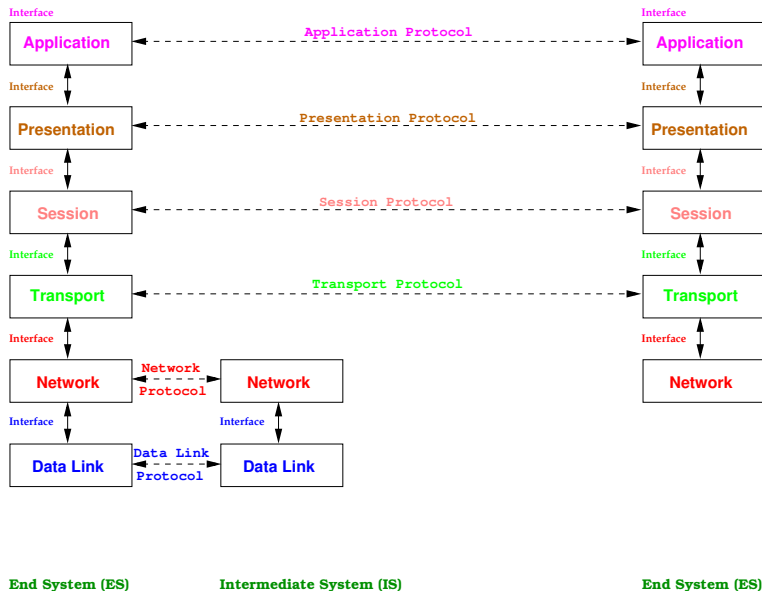 Interface Interface
Application Application Protocol Application
Interface Interface
Presentation Presentation Protocol Presentation
Interface Interface
Session Session Protocol Session
Interface Interface
Transport Transport Protocol Transport
Interface Interface
Network
Network Network Network
Protocol
Interface Interface
Data Link
Data Link Data Link
Protocol
End System (ES) Intermediate System (IS) End System (ES)